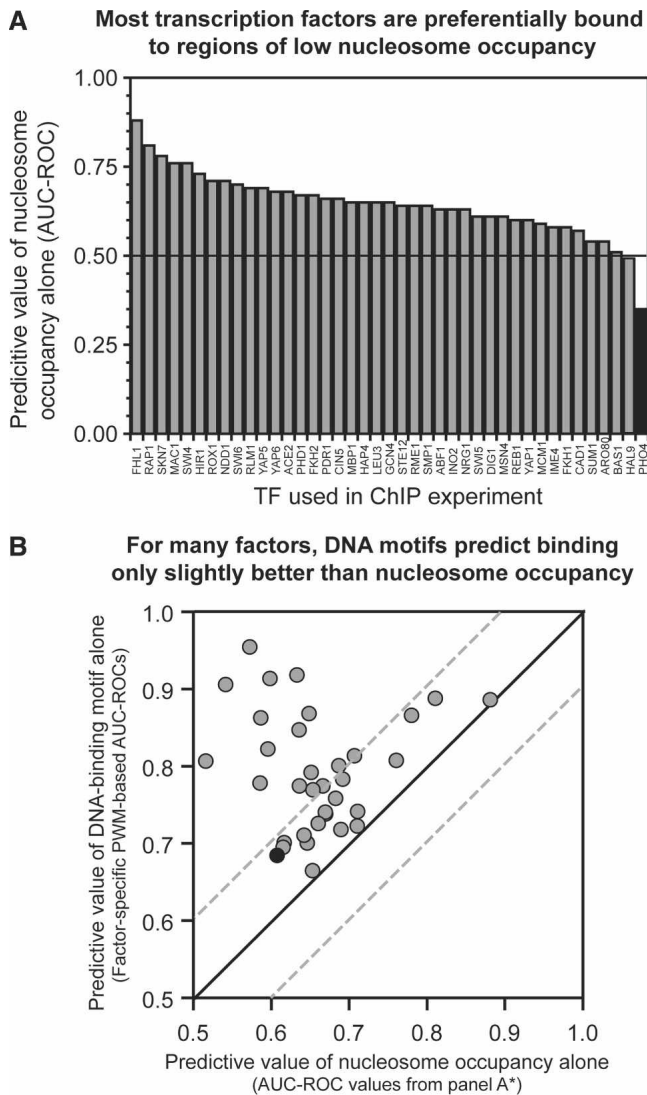 A
Most transcription factors are preferentially bound
to regions of low nucleosome occupancy
Predicitive value of nucleosome
occupancy alone (AUC-ROC)
1.00
0.75
0.50
0.25
0.00
FHL1
RAP1
SKN7
MAC1
SWI4
HIR1
ROX1
NDD1
SWI6
RLM1
YAP5
YAP6
ACE2
PHD1
FKH2
PDR1
CIN5
MBP1
HAP4
LEU3
GCN4
STE12
RME1
SMP1
ABF1
INO2
NRG1
SWI5
DIG1
MSN4
REB1
YAP1
MCM1
IME4
FKH1
CAD1
SUM1
ARO80
BAS1
HAL9
PHO4
TF used in ChIP experiment
B
For many factors, DNA motifs predict binding
only slightly better than nucleosome occupancy
Predictive value of DNA-binding motif alone
(Factor-specific PWM-based AUC-ROCs)
1.0
0.9
0.8
0.7
0.6
0.5
0.5
0.6
0.7
0.8
0.9
1.0
Predictive value of nucleosome occupancy alone
(AUC-ROC values from panel A*)